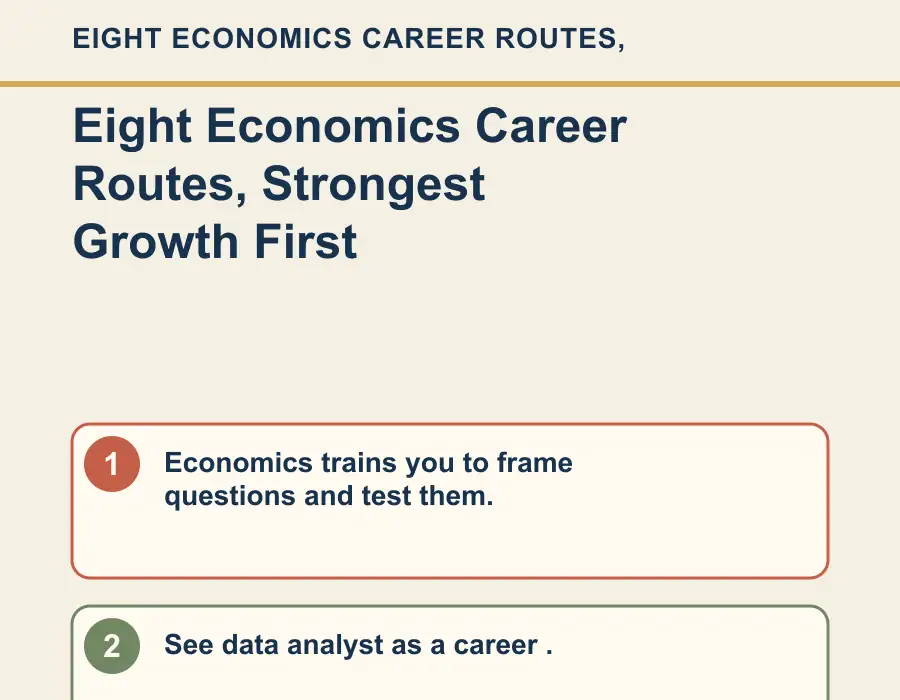 EIGHT ECONOMICS CAREER ROUTES,
Eight Economics Career
Routes, Strongest
Growth First
1
Economics trains you to frame
questions and test them.
2
See data analyst as a career .